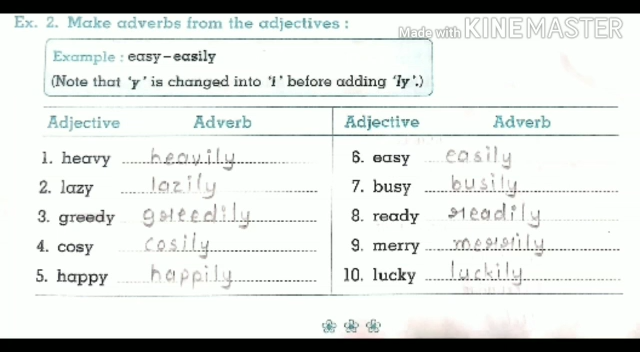 Ex. 2. Make adverbs from the adjectives :
Made with KINEMASTER
Example : easy – easily
(Note that 'y' is changed into 'i' before adding 'ly'.)
Adjective Adverb Adjective Adverb
1. heavy heavily 6. easy easily
2. lazy lazily 7. busy busily
3. greedy greedily 8. ready readily
4. cosy cosily 9. merry merrily
5. happy happily 10. lucky luckily